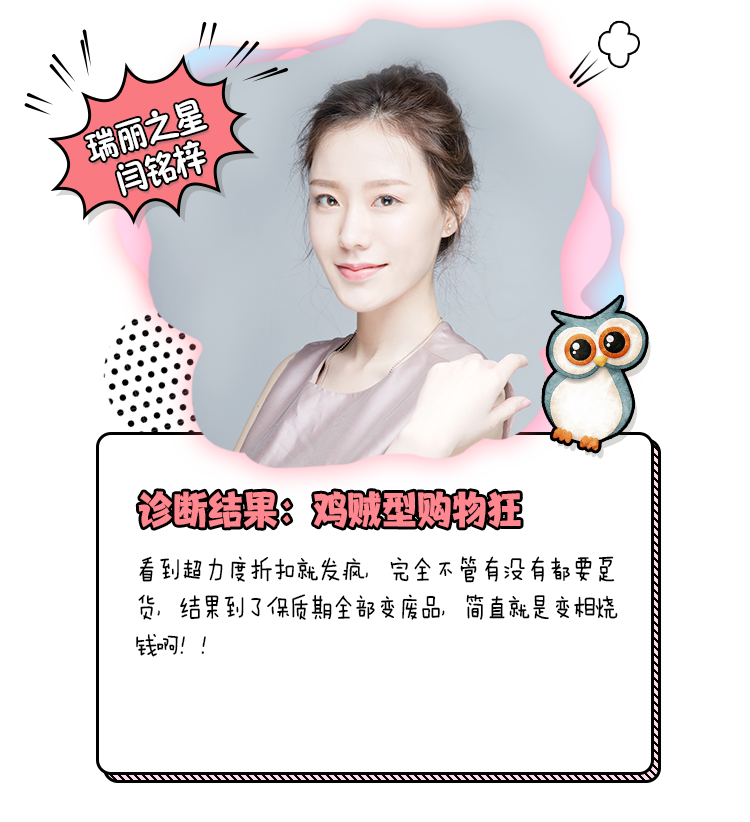 瑞丽之星
闫铭梓
诊断结果：鸡贼型购物狂
看到超力度折扣就发疯，完全不管有没有都要囤
货，结果到了保质期全部变废品，简直就是变相烧
钱啊！！